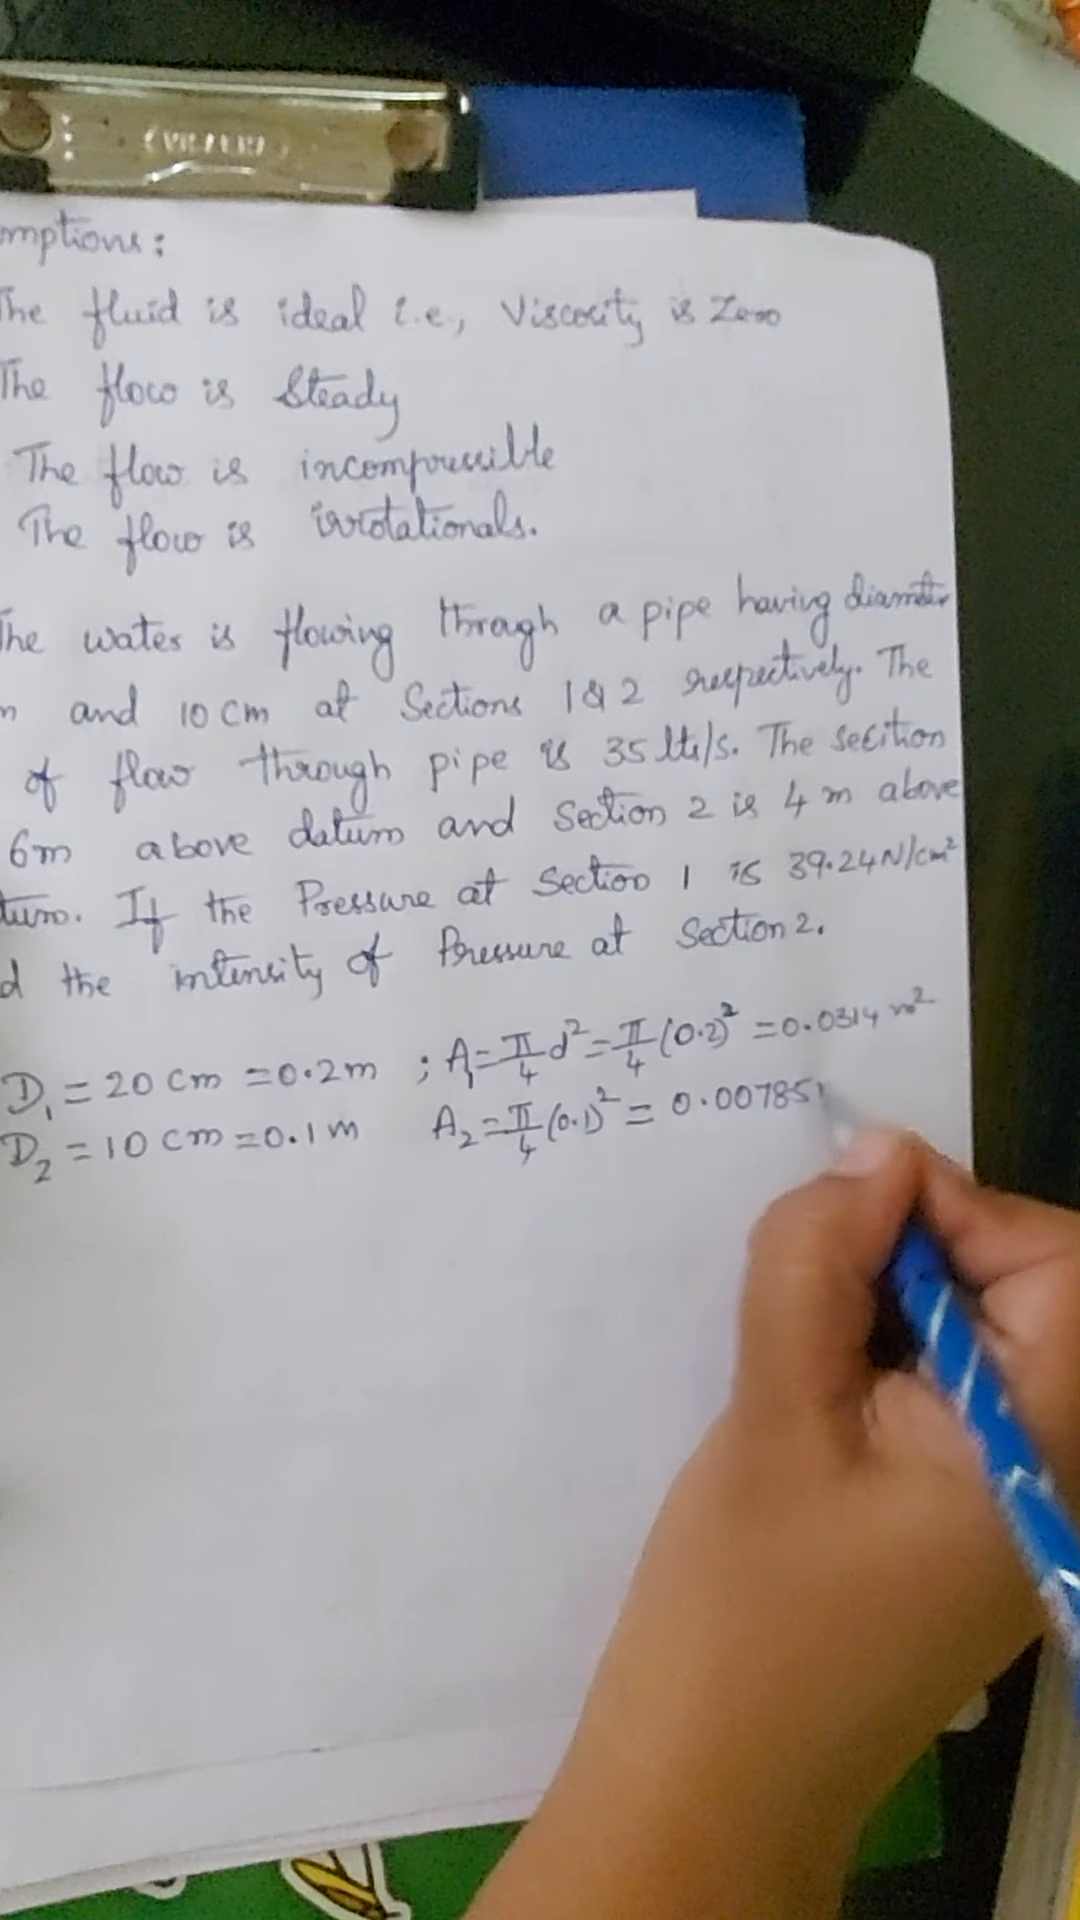 mptions:
The fluid is ideal i.e., Viscosity is Zero
The flow is Steady
The flow is incompressible
The flow is irrotationals.
The water is flowing through a pipe having diameter
m and 10 cm at Sections 1 & 2 respectively. The
of flow through pipe is 35 lts/s. The section
6m above datum and Section 2 is 4 m above
tum. If the Pressure at Section 1 is 39.24 N/cm²
d the intensity of Pressure at Section 2.
D₁ = 20 cm = 0.2m ; A₁ = π/4 d² = π/4 (0.2)² = 0.0314 m²
D₂ = 10 cm = 0.1m A₂ = π/4 (0.1)² = 0.00785